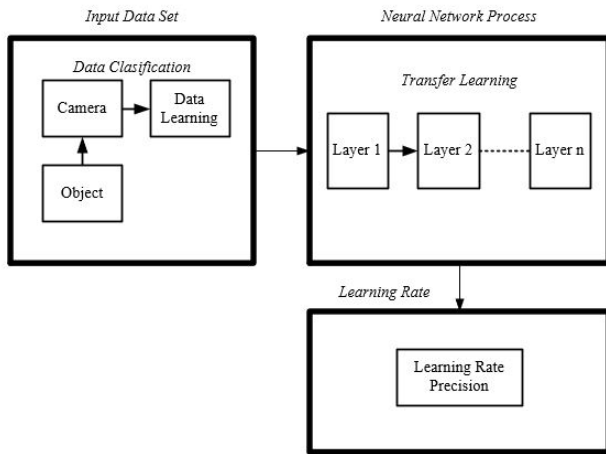 Input Data Set
Neural Network Process
Data Clasification
Camera
Data
Learning
Object
Transfer Learning
Layer 1
Layer 2
Layer n
Learning Rate
Learning Rate
Precision